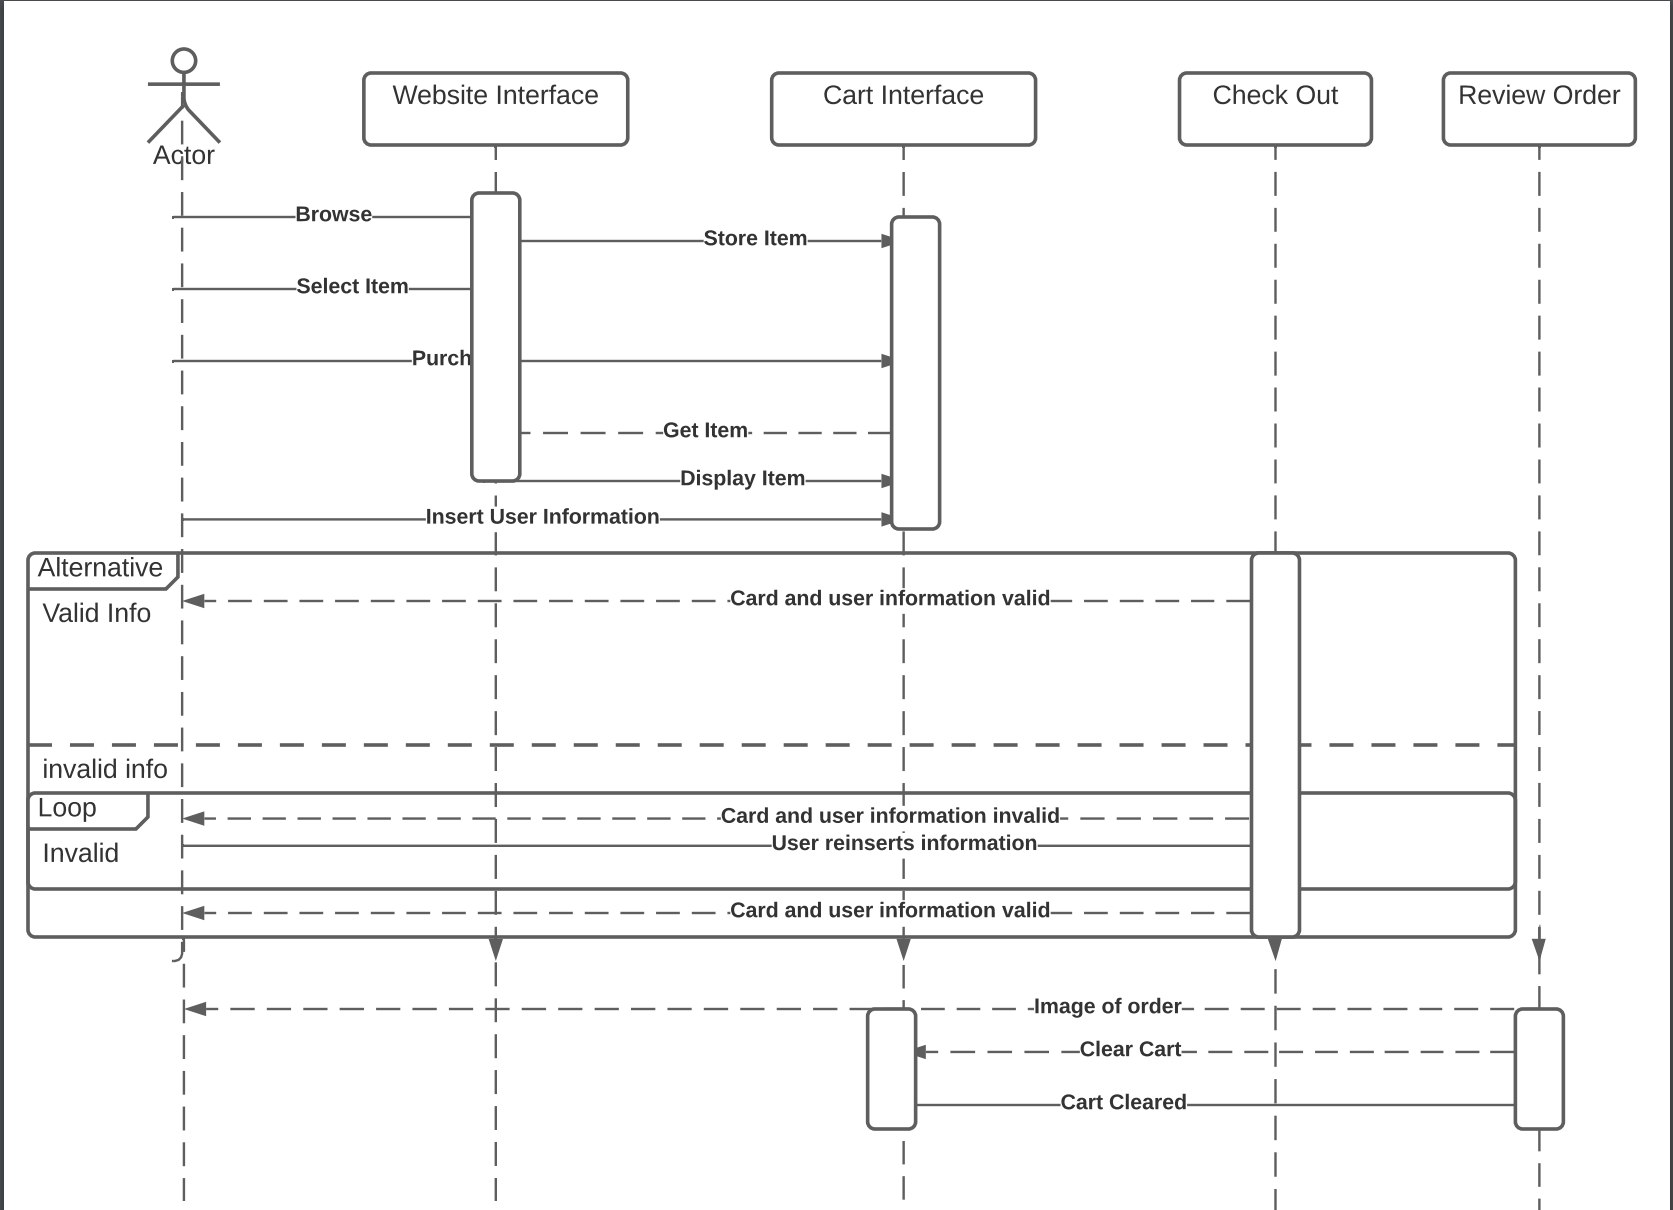 Website Interface
Cart Interface
Check Out
Review Order
Actor
Browse
Store Item
Select Item
Purch
Get Item
Display Item
Insert User Information
Alternative
Card and user information valid
Valid Info
invalid info
Loop
Card and user information invalid
User reinserts information
Invalid
Card and user information valid
Image of order
Clear Cart
Cart Cleared